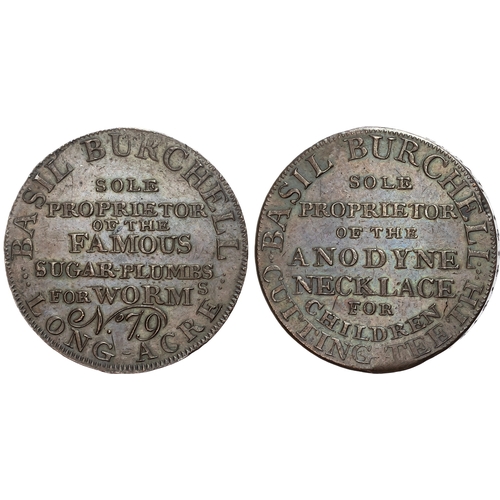 BASIL BURCHELL
SOLE
PROPRIETOR
OF THE
FAMOUS
SUGAR PLUMBS
FOR WORMS
No. 79
LONG-ACRE
BASIL BURCHELL
SOLE
PROPRIETOR
OF THE
ANODYNE
NECKLACE
FOR
CHILDREN
CUTTING TEETH